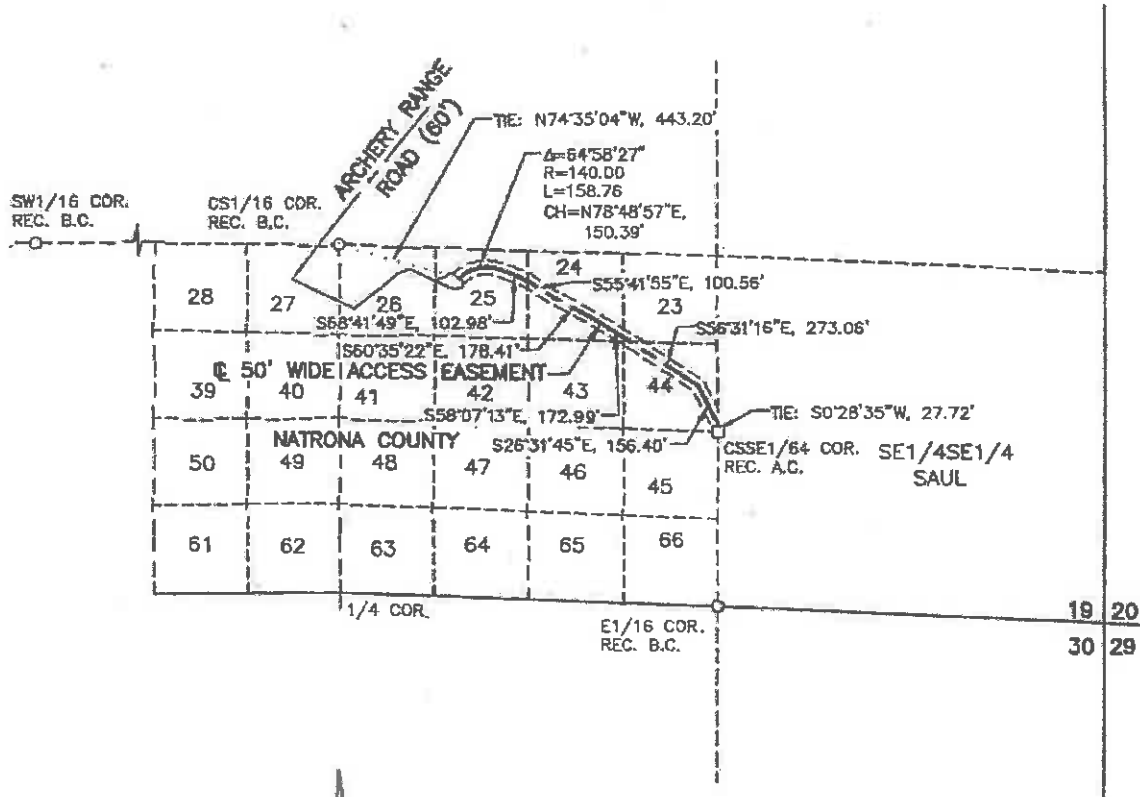 ARCHERY RANGE
ROAD (60')
TIE: N74°35'04"W, 443.20'
Δ=64°58'27"
R=140.00
L=158.76
CH=N78°48'57"E,
150.39'
SW1/16 COR.
REC. B.C.
CS1/16 COR.
REC. B.C.
24
S55°41'55"E, 100.56'
28
27
26
25
23
S68°41'49"E, 102.98'
S56°31'16"E, 273.06'
S60°35'22"E, 178.41'
℄ 50' WIDE ACCESS EASEMENT
39
40
41
42
43
44
S58°07'13"E, 172.99'
TIE: S0°28'35"W, 27.72'
NATRONA COUNTY
S26°31'45"E, 156.40'
CSSE1/64 COR.
REC. A.C.
SE1/4SE1/4
SAUL
50
49
48
47
46
45
61
62
63
64
65
66
1/4 COR.
E1/16 COR.
REC. B.C.
19
20
30
29